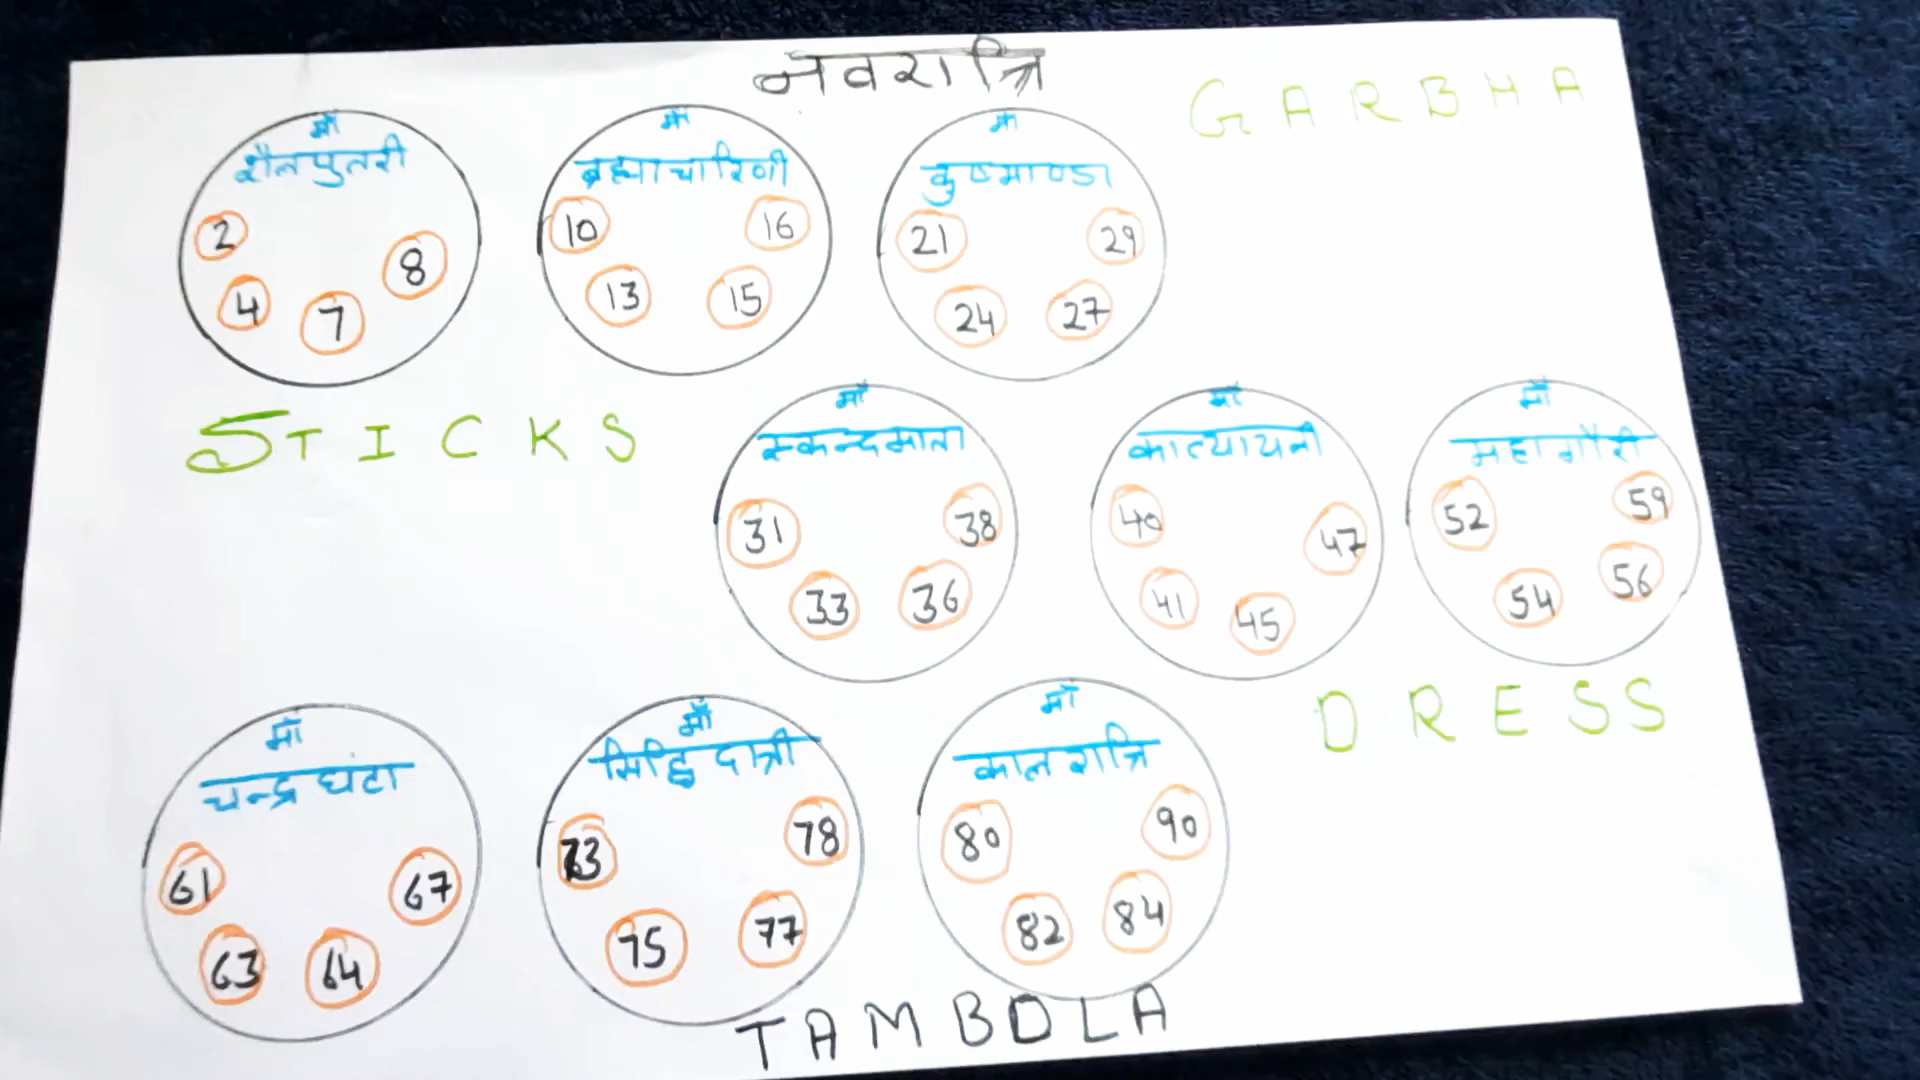 नवरात्रि
GARBHA
माँ
शैलपुतरी
2
8
4
7
माँ
ब्रह्माचारिणी
10
16
13
15
माँ
कुष्माण्डा
21
29
24
27
STICKS
माँ
स्कन्दमाता
31
38
33
36
माँ
कात्यायनी
40
47
41
45
माँ
महागौरी
52
59
54
56
DRESS
माँ
चन्द्रघंटा
61
67
63
64
माँ
सिद्धिदात्री
73
78
75
77
माँ
कालरात्रि
80
90
82
84
TAMBOLA